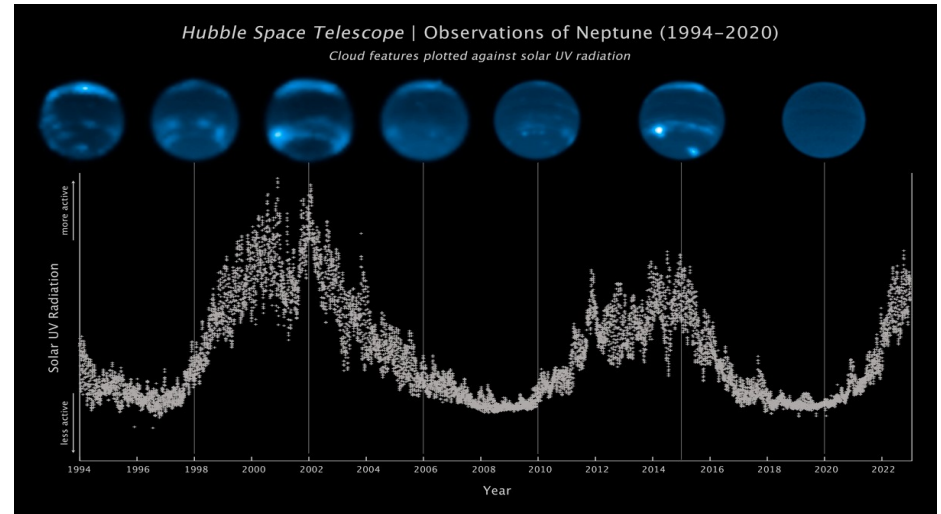 Hubble Space Telescope | Observations of Neptune (1994-2020)
Cloud features plotted against solar UV radiation
more active
Solar UV Radiation
less active
1994 1996 1998 2000 2002 2004 2006 2008 2010 2012 2014 2016 2018 2020 2022
Year